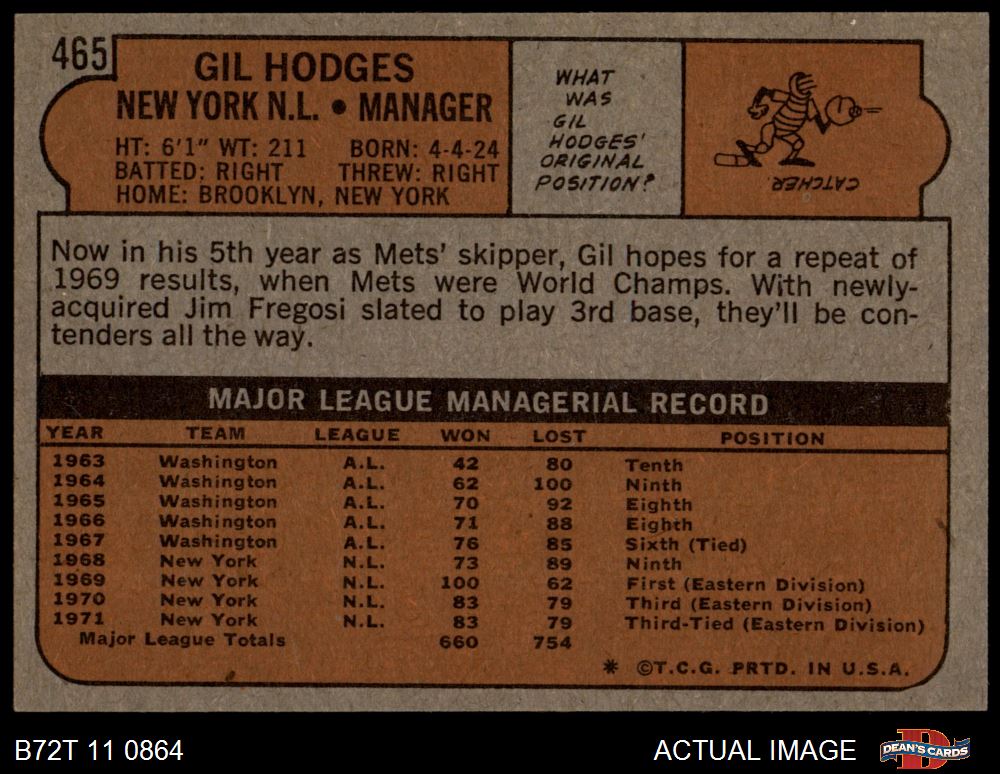 465
GIL HODGES
NEW YORK N.L. • MANAGER
HT: 6'1" WT: 211 BORN: 4-4-24
BATTED: RIGHT THREW: RIGHT
HOME: BROOKLYN, NEW YORK
WHAT
WAS
GIL
HODGES'
ORIGINAL
POSITION?
CATCHER.
Now in his 5th year as Mets' skipper, Gil hopes for a repeat of
1969 results, when Mets were World Champs. With newly-
acquired Jim Fregosi slated to play 3rd base, they'll be con-
tenders all the way.
MAJOR LEAGUE MANAGERIAL RECORD
YEAR TEAM LEAGUE WON LOST POSITION
1963 Washington A.L. 42 80 Tenth
1964 Washington A.L. 62 100 Ninth
1965 Washington A.L. 70 92 Eighth
1966 Washington A.L. 71 88 Eighth
1967 Washington A.L. 76 85 Sixth (Tied)
1968 New York N.L. 73 89 Ninth
1969 New York N.L. 100 62 First (Eastern Division)
1970 New York N.L. 83 79 Third (Eastern Division)
1971 New York N.L. 83 79 Third-Tied (Eastern Division)
Major League Totals 660 754
* ©T.C.G. PRTD. IN U.S.A.
B72T 11 0864 ACTUAL IMAGE DEAN'S CARDS